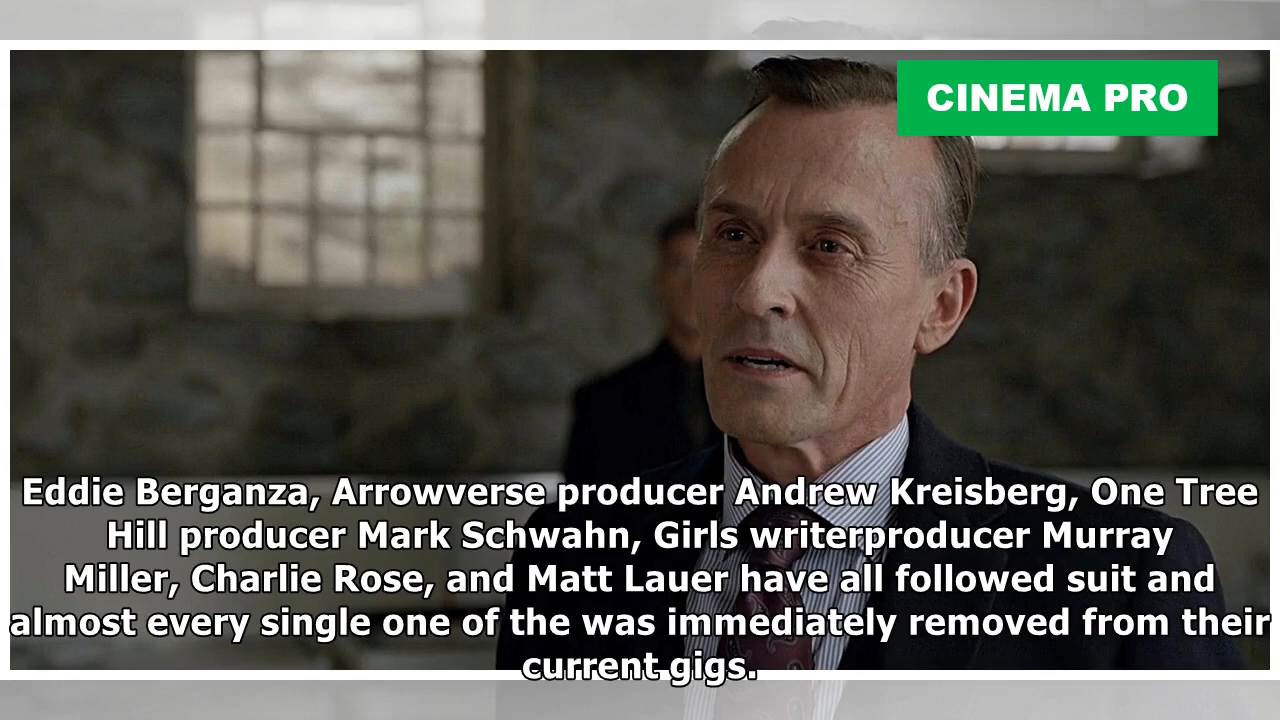 CINEMA PRO
Eddie Berganza, Arrowverse producer Andrew Kreisberg, One Tree
Hill producer Mark Schwahn, Girls writerproducer Murray
Miller, Charlie Rose, and Matt Lauer have all followed suit and
almost every single one of the was immediately removed from their
current gigs.